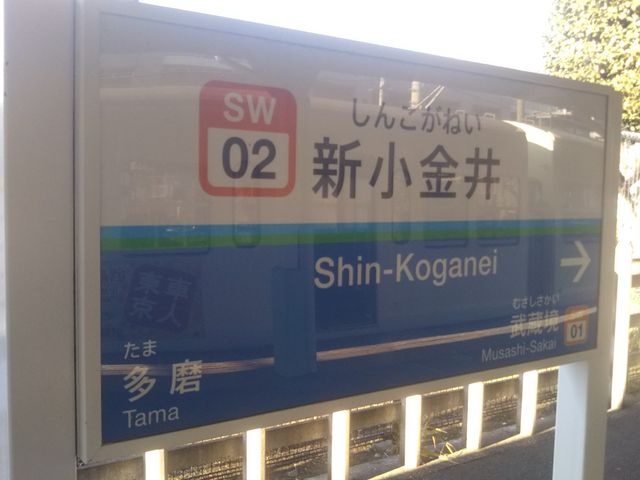 SW
02
しんこがねい
新小金井
Shin-Koganei
→
むさしさかい
武蔵境
Musashi-Sakai
01
たま
多磨
Tama